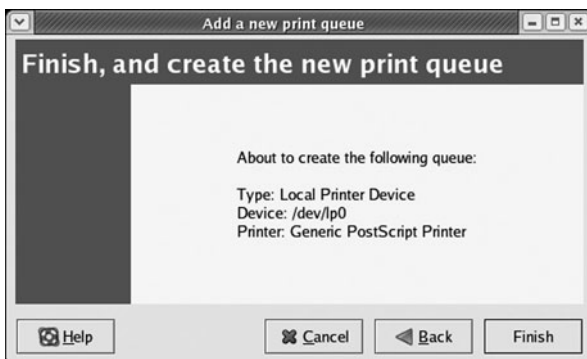 Add a new print queue
Finish, and create the new print queue
About to create the following queue:
Type: Local Printer Device
Device: /dev/lp0
Printer: Generic PostScript Printer
Help
Cancel
Back
Finish